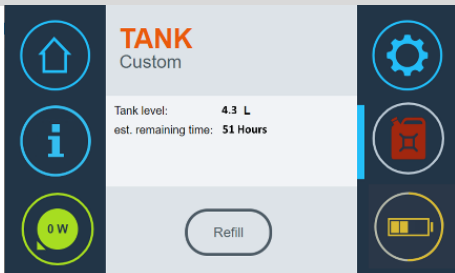 TANK
Custom
Tank level: 4.3 L
est. remaining time: 51 Hours
0 W
Refill